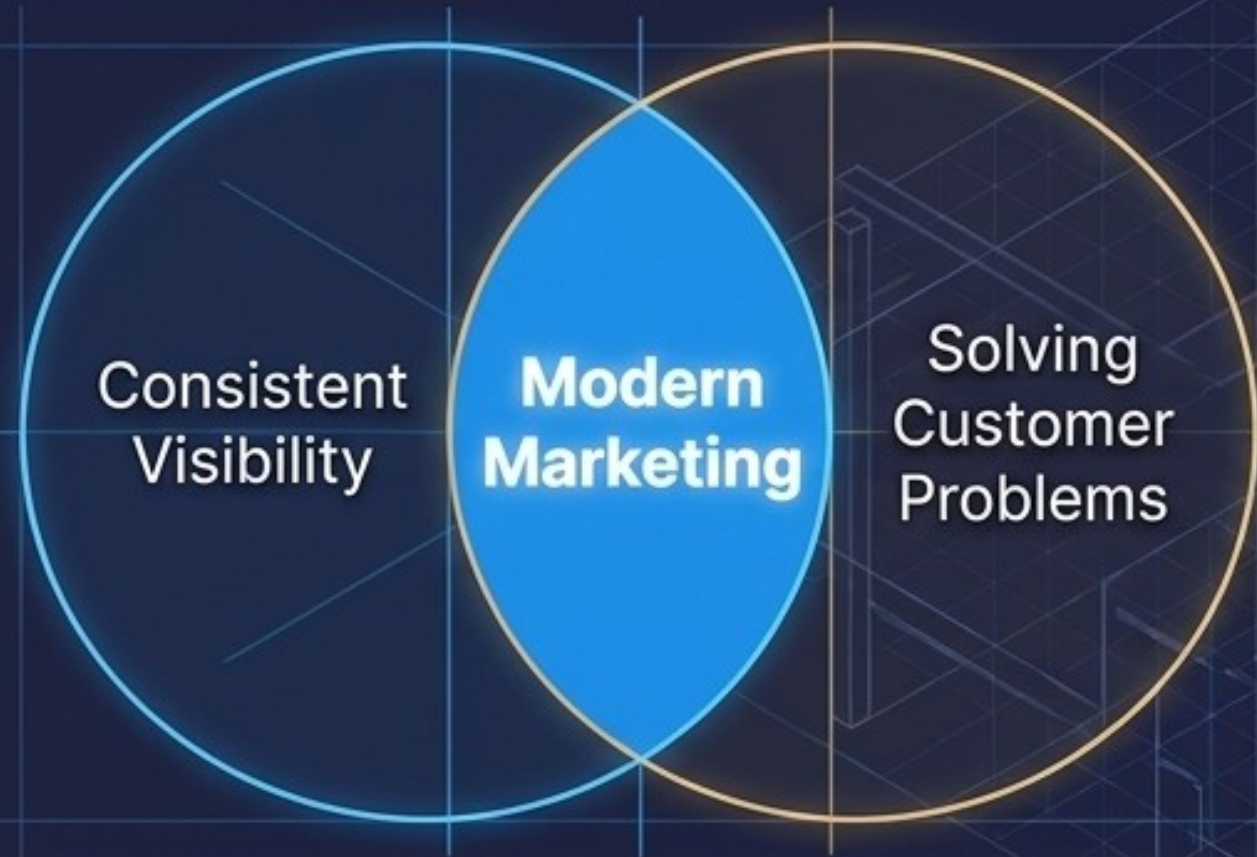 Consistent
Visibility
Modern
Marketing
Solving
Customer
Problems